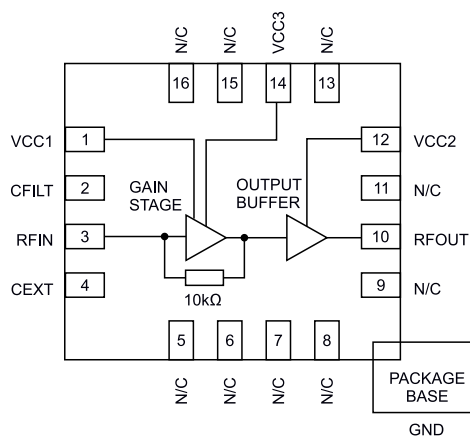 N/C N/C VCC3 N/C
16 15 14 13
VCC1 1 12 VCC2
CFILT 2 GAIN STAGE OUTPUT BUFFER 11 N/C
RFIN 3 10 RFOUT
10kΩ
CEXT 4 9 N/C
5 6 7 8
N/C N/C N/C N/C
PACKAGE
BASE
GND